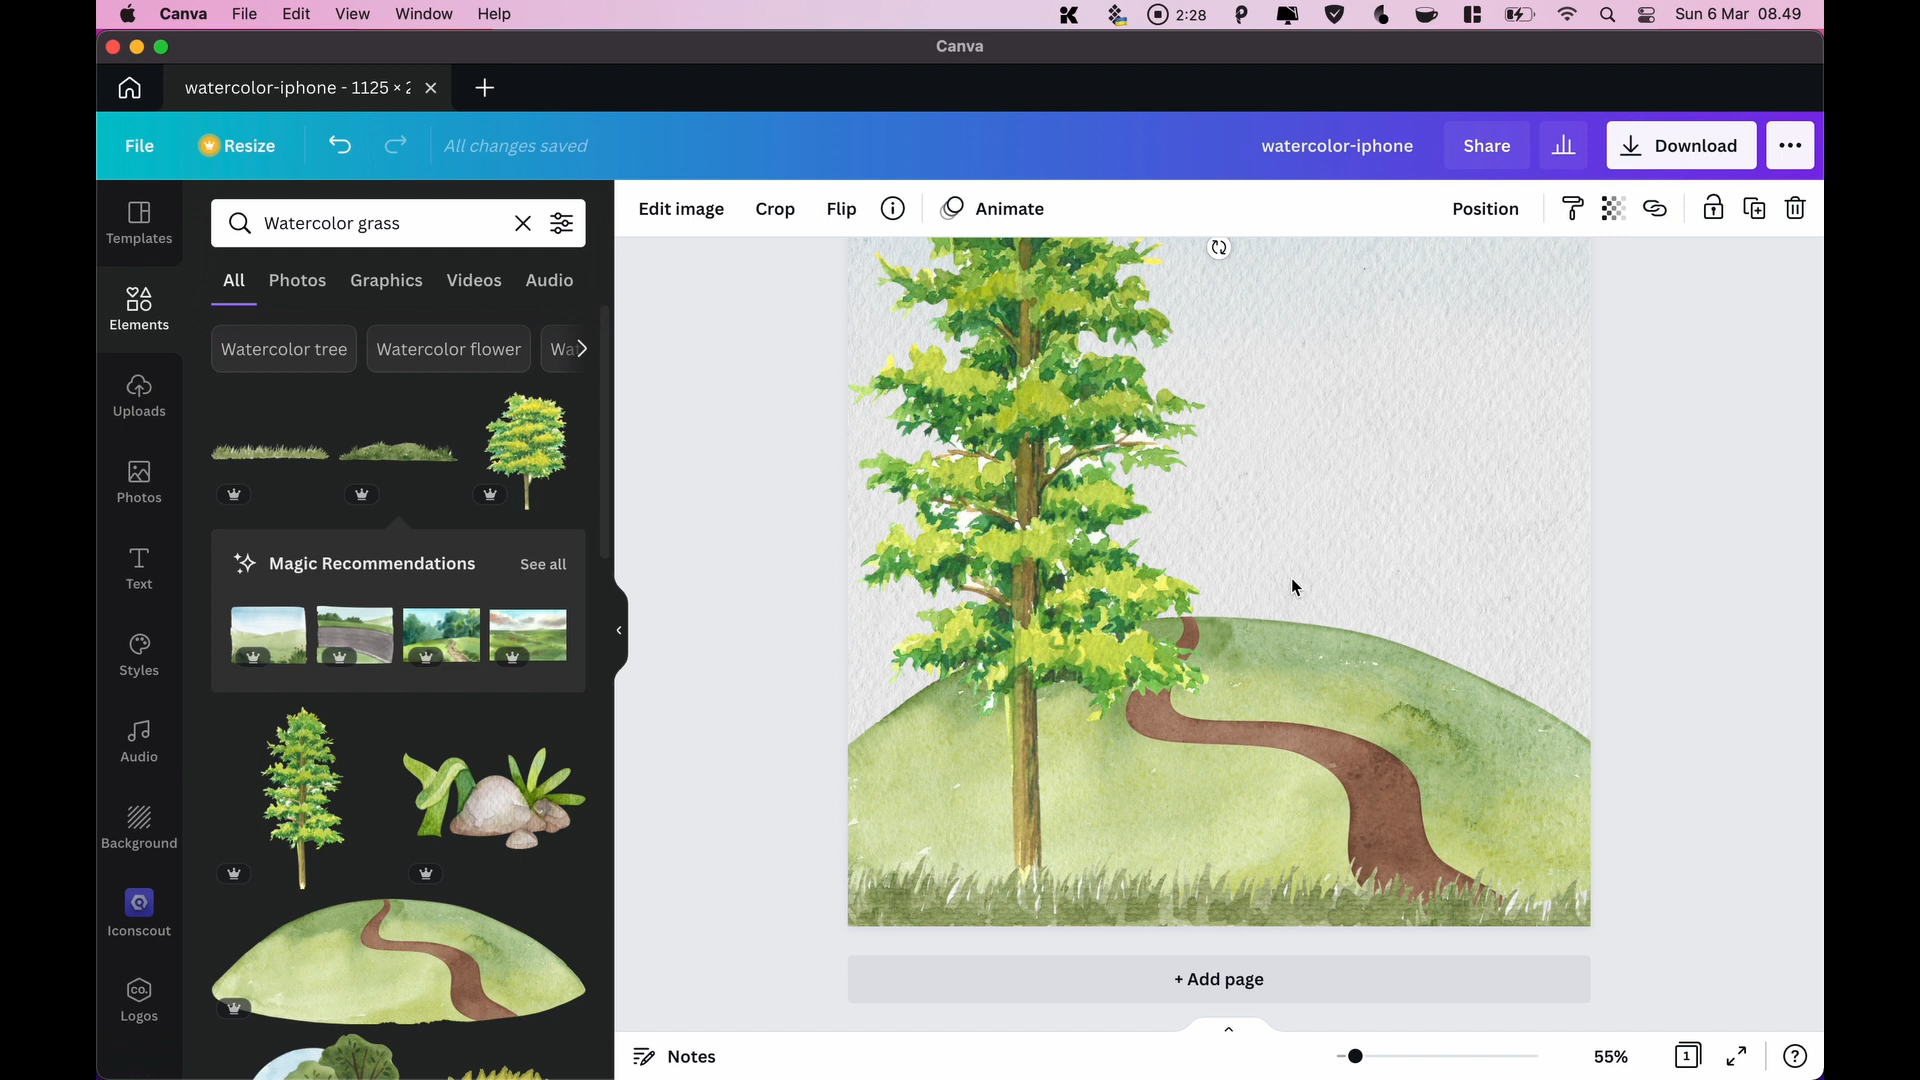 Canva File Edit View Window Help 2:28 Sun 6 Mar 08.49
Canva
watercolor-iphone - 1125 ×
File Resize All changes saved watercolor-iphone Share Download
Templates
Elements
Uploads
Photos
Text
Styles
Audio
Background
Iconscout
CO.
Logos
Watercolor grass
All Photos Graphics Videos Audio
Watercolor tree Watercolor flower Wat
Magic Recommendations See all
Edit image Crop Flip Animate Position
+ Add page
Notes 55% 1